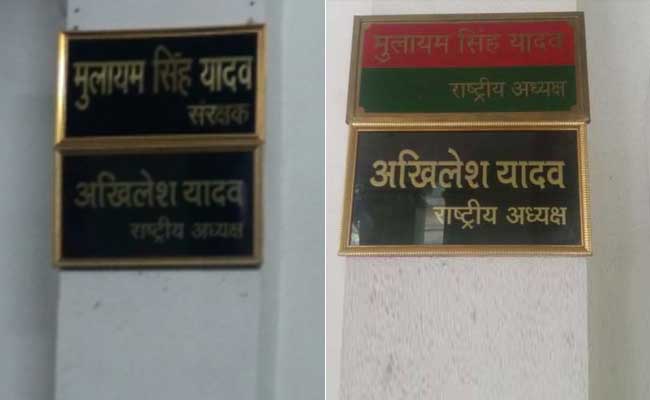 मुलायम सिंह यादव
संरक्षक
अखिलेश यादव
राष्ट्रीय अध्यक्ष
मुलायम सिंह यादव
राष्ट्रीय अध्यक्ष
अखिलेश यादव
राष्ट्रीय अध्यक्ष